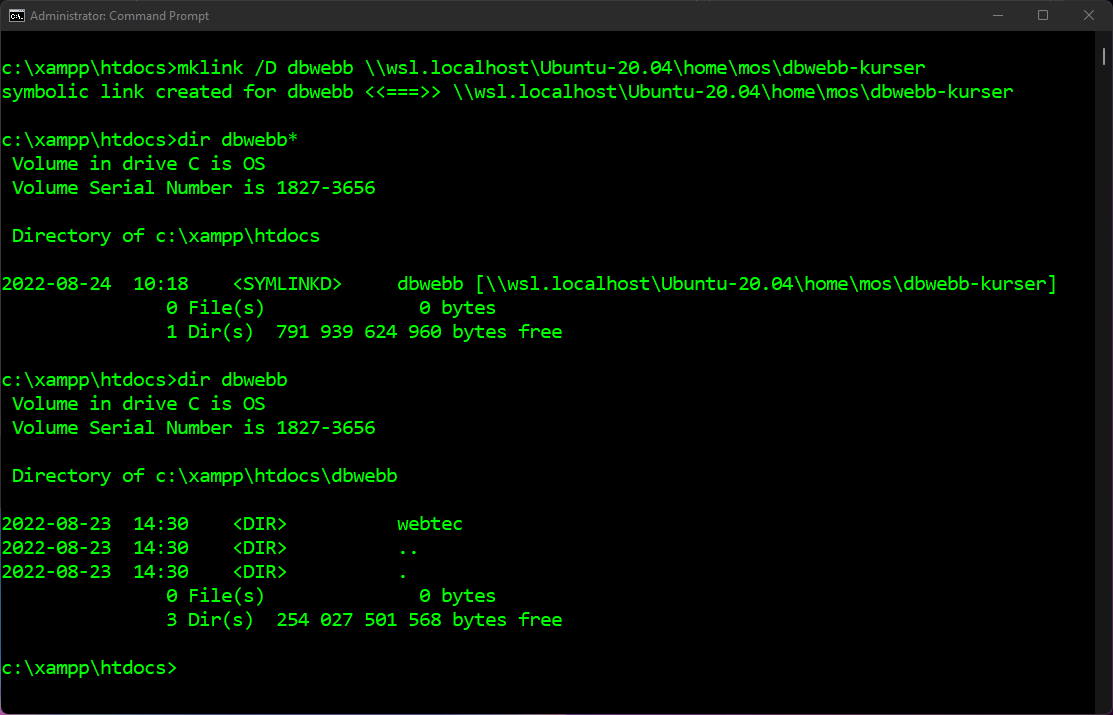 Administrator: Command Prompt
c:\xampp\htdocs>mklink /D dbwebb \\wsl.localhost\Ubuntu-20.04\home\mos\dbwebb-kurser
symbolic link created for dbwebb <<===>> \\wsl.localhost\Ubuntu-20.04\home\mos\dbwebb-kurser
c:\xampp\htdocs>dir dbwebb*
Volume in drive C is OS
Volume Serial Number is 1827-3656
Directory of c:\xampp\htdocs
2022-08-24  10:18    <SYMLINKD>     dbwebb [\\wsl.localhost\Ubuntu-20.04\home\mos\dbwebb-kurser]
0 File(s)              0 bytes
1 Dir(s)  791 939 624 960 bytes free
c:\xampp\htdocs>dir dbwebb
Volume in drive C is OS
Volume Serial Number is 1827-3656
Directory of c:\xampp\htdocs\dbwebb
2022-08-23  14:30    <DIR>          webtec
2022-08-23  14:30    <DIR>          ..
2022-08-23  14:30    <DIR>          .
0 File(s)              0 bytes
3 Dir(s)  254 027 501 568 bytes free
c:\xampp\htdocs>